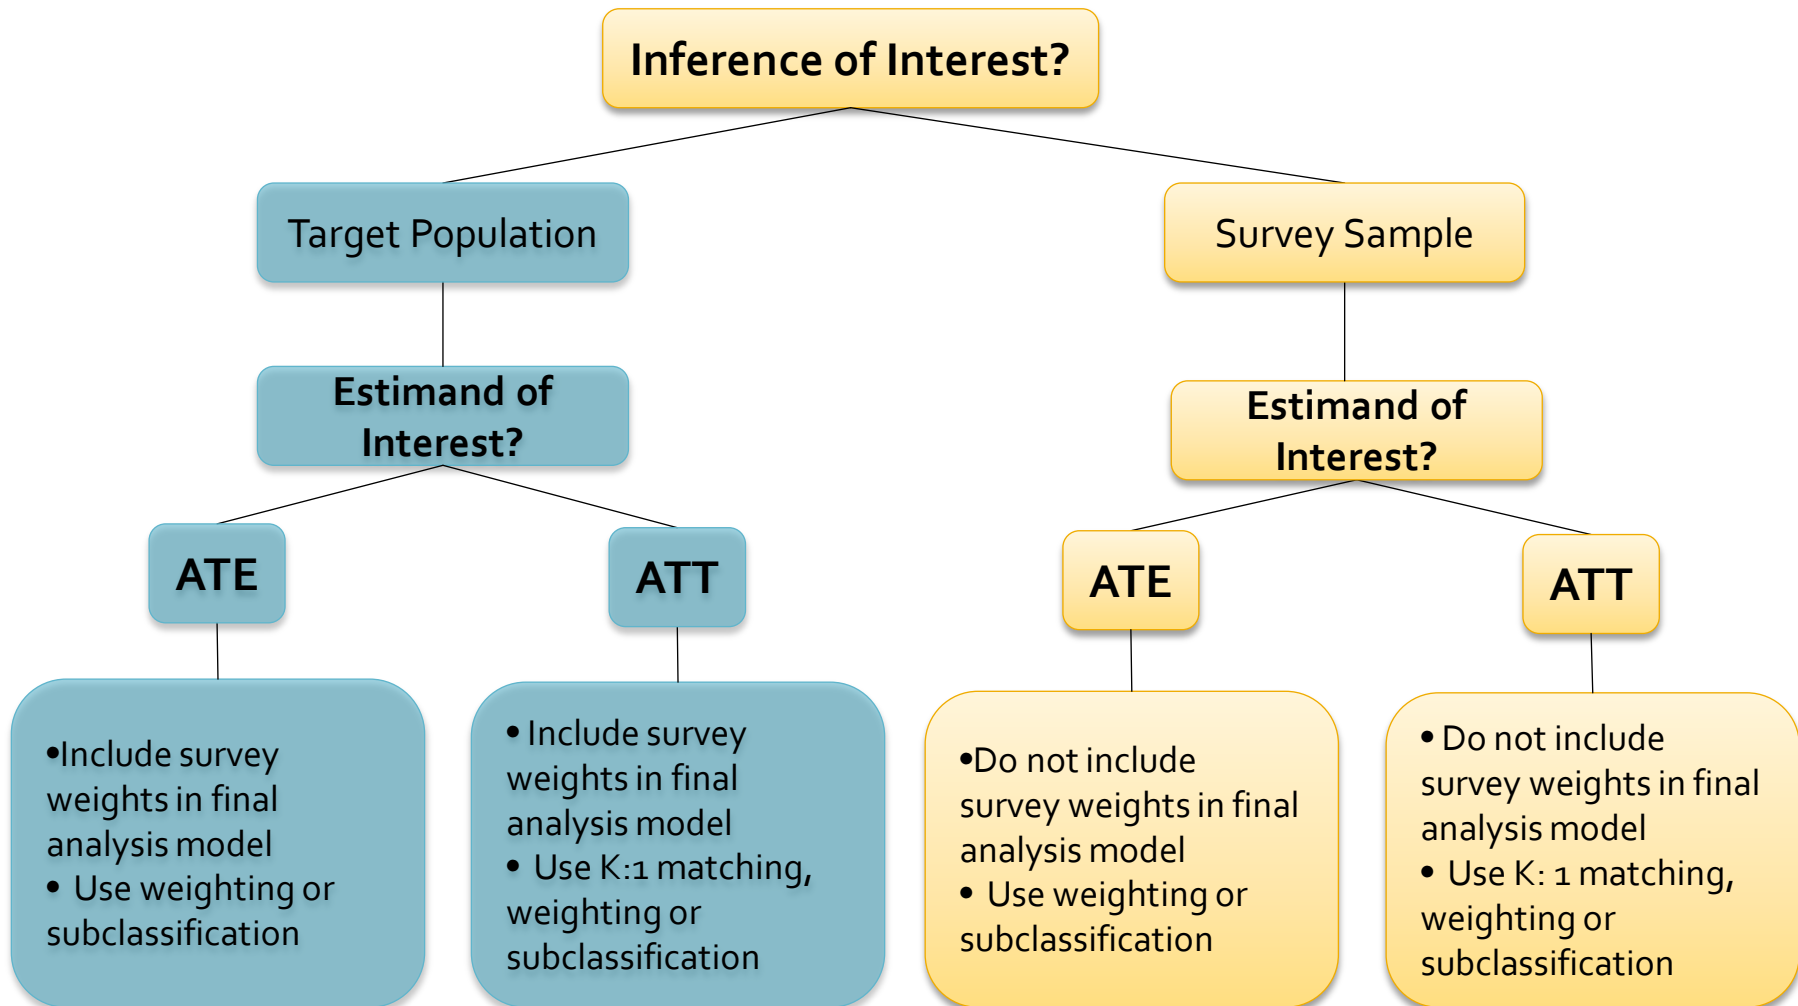 Inference of Interest?
Target Population
Survey Sample
Estimand of
Interest?
Estimand of
Interest?
ATE
ATT
ATE
ATT
•Include survey
weights in final
analysis model
• Use weighting or
subclassification
• Include survey
weights in final
analysis model
• Use K:1 matching,
weighting or
subclassification
•Do not include
survey weights in final
analysis model
• Use weighting or
subclassification
• Do not include
survey weights in final
analysis model
• Use K: 1 matching,
weighting or
subclassification